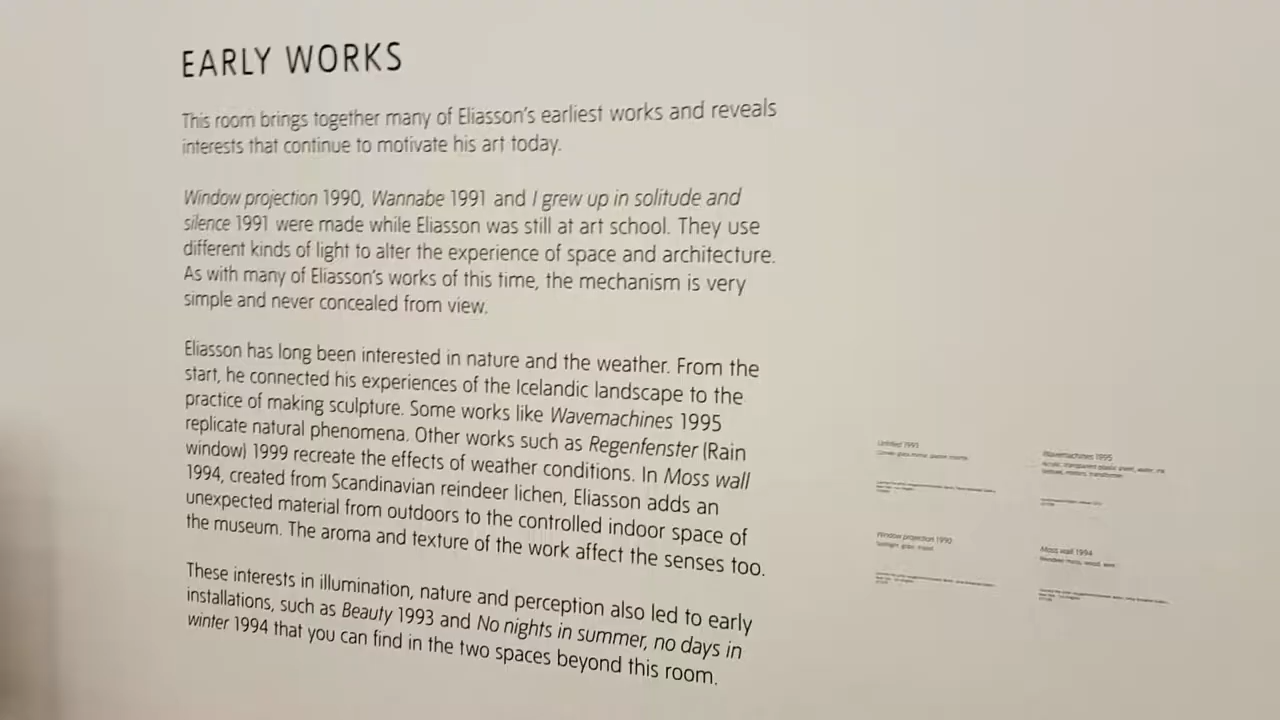 EARLY WORKS
This room brings together many of Eliasson's earliest works and reveals
interests that continue to motivate his art today.
Window projection 1990, Wannabe 1991 and I grew up in solitude and
silence 1991 were made while Eliasson was still at art school. They use
different kinds of light to alter the experience of space and architecture.
As with many of Eliasson's works of this time, the mechanism is very
simple and never concealed from view.
Eliasson has long been interested in nature and the weather. From the
start, he connected his experiences of the Icelandic landscape to the
practice of making sculpture. Some works like Wavemachines 1995
replicate natural phenomena. Other works such as Regenfenster (Rain
window) 1999 recreate the effects of weather conditions. In Moss wall
1994, created from Scandinavian reindeer lichen, Eliasson adds an
unexpected material from outdoors to the controlled indoor space of
the museum. The aroma and texture of the work affect the senses too.
These interests in illumination, nature and perception also led to early
installations, such as Beauty 1993 and No nights in summer, no days in
winter 1994 that you can find in the two spaces beyond this room.
Wavemachines 1995
Window projection 1990
Moss wall 1994